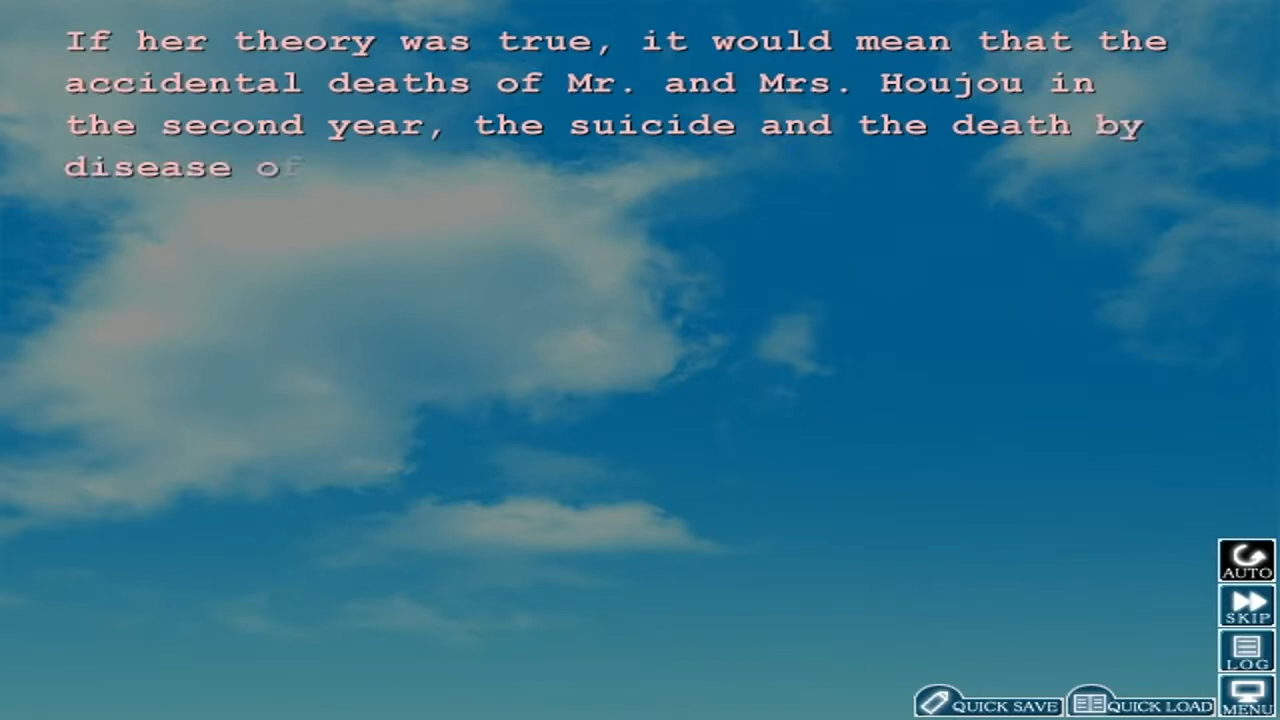 If her theory was true, it would mean that the
accidental deaths of Mr. and Mrs. Houjou in
the second year, the suicide and the death by
disease of
AUTO
SKIP
LOG
QUICK SAVE
QUICK LOAD
MENU